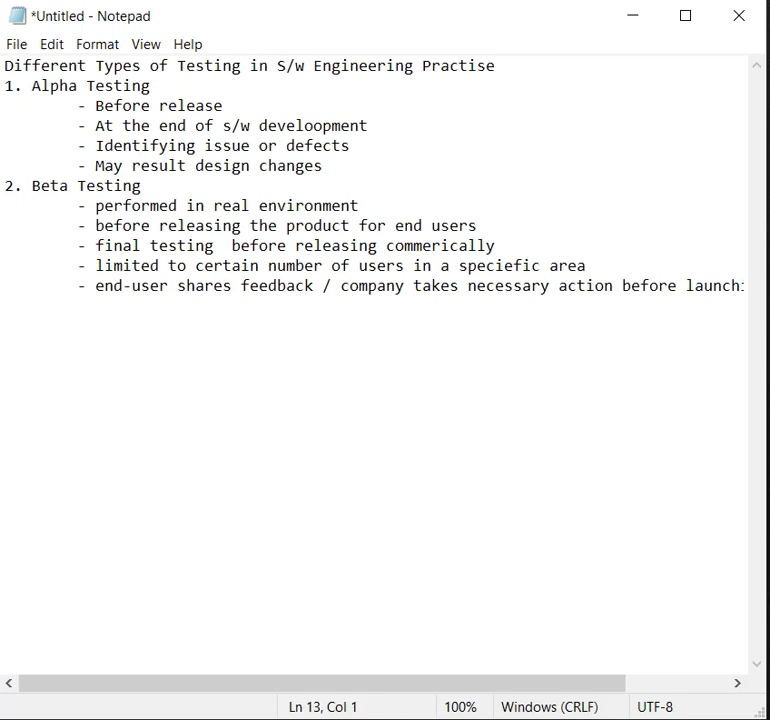 *Untitled - Notepad
File Edit Format View Help
Different Types of Testing in S/w Engineering Practise
1. Alpha Testing
- Before release
- At the end of s/w develoopment
- Identifying issue or defects
- May result design changes
2. Beta Testing
- performed in real environment
- before releasing the product for end users
- final testing  before releasing commerically
- limited to certain number of users in a speciefic area
- end-user shares feedback / company takes necessary action before
Ln 13, Col 1 100% Windows (CRLF) UTF-8